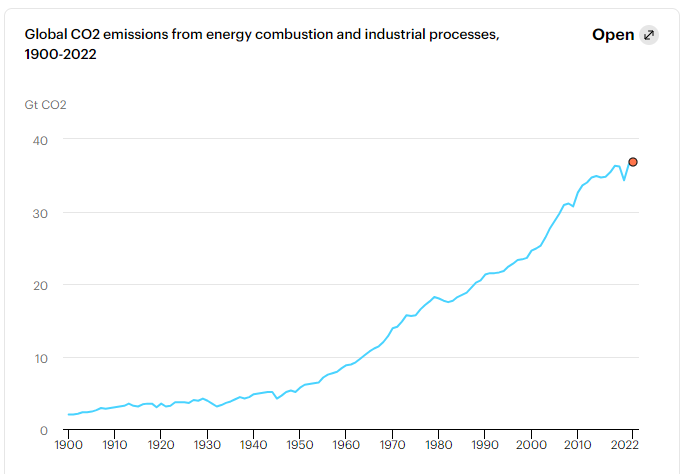 Global CO2 emissions from energy combustion and industrial processes, Open
1900-2022
Gt CO2
40
30
20
10
0
1900 1910 1920 1930 1940 1950 1960 1970 1980 1990 2000 2010 2022